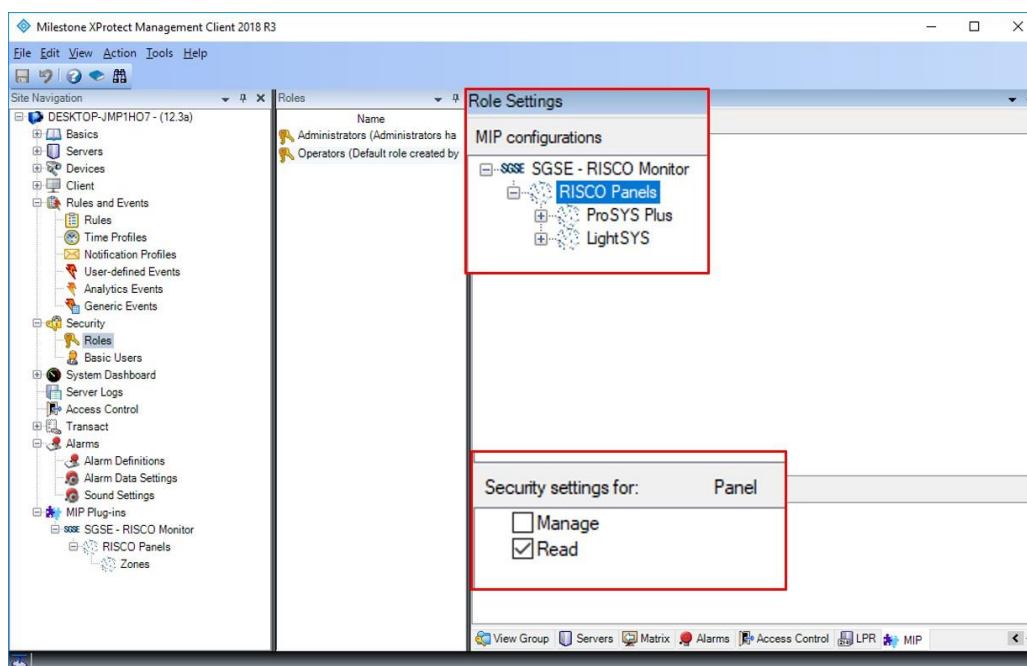 Milestone XProtect Management Client 2018 R3
File Edit View Action Tools Help
Site Navigation
DESKTOP-JMP1HO7 - (12.3a)
Basics
Servers
Devices
Client
Rules and Events
Rules
Time Profiles
Notification Profiles
User-defined Events
Analytics Events
Generic Events
Security
Roles
Basic Users
System Dashboard
Server Logs
Access Control
Transact
Alarms
Alarm Definitions
Alarm Data Settings
Sound Settings
MIP Plug-ins
SGSE SGSE - RISCO Monitor
RISCO Panels
Zones
Roles
Name
Administrators (Administrators ha
Operators (Default role created by
Role Settings
MIP configurations
SGSE SGSE - RISCO Monitor
RISCO Panels
ProSYS Plus
LightSYS
Security settings for: Panel
Manage
Read
View Group Servers Matrix Alarms Access Control LPR MIP